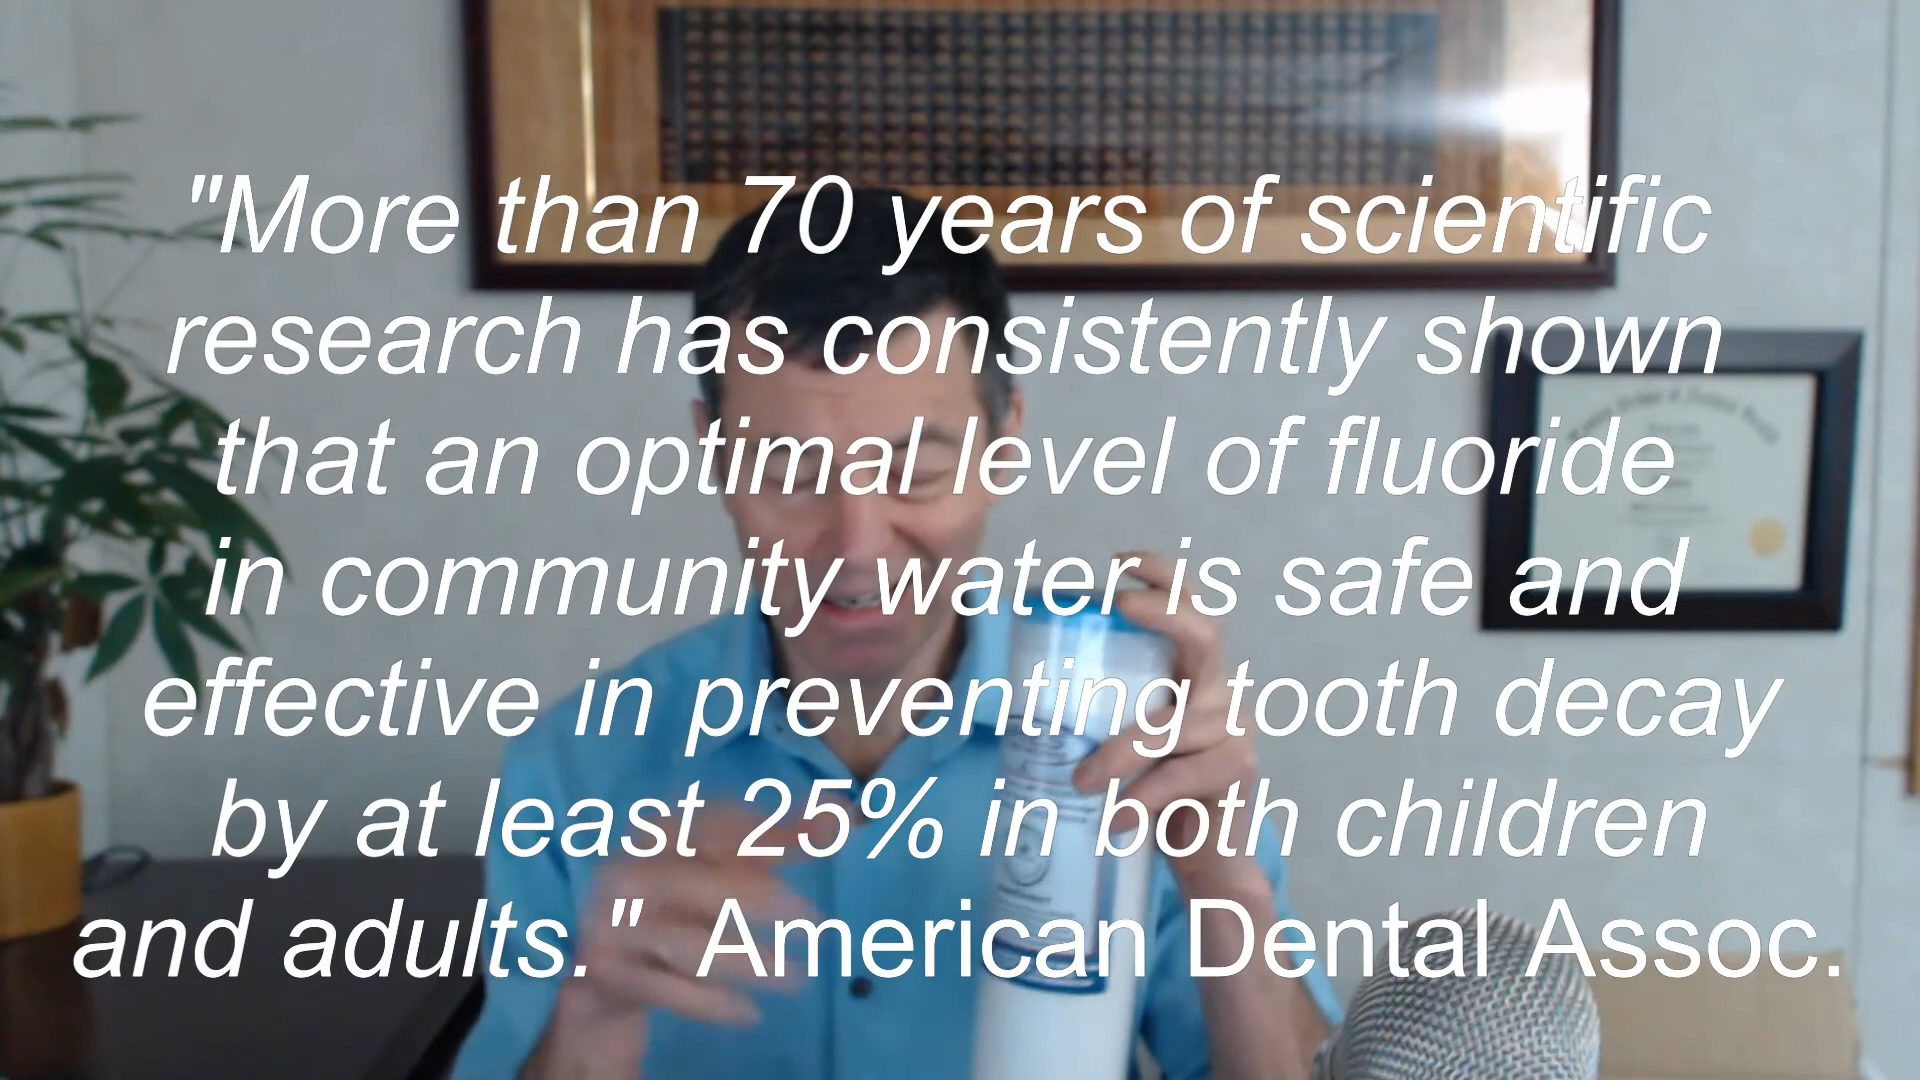 "More than 70 years of scientific
research has consistently shown
that an optimal level of fluoride
in community water is safe and
effective in preventing tooth decay
by at least 25% in both children
and adults." American Dental Assoc.